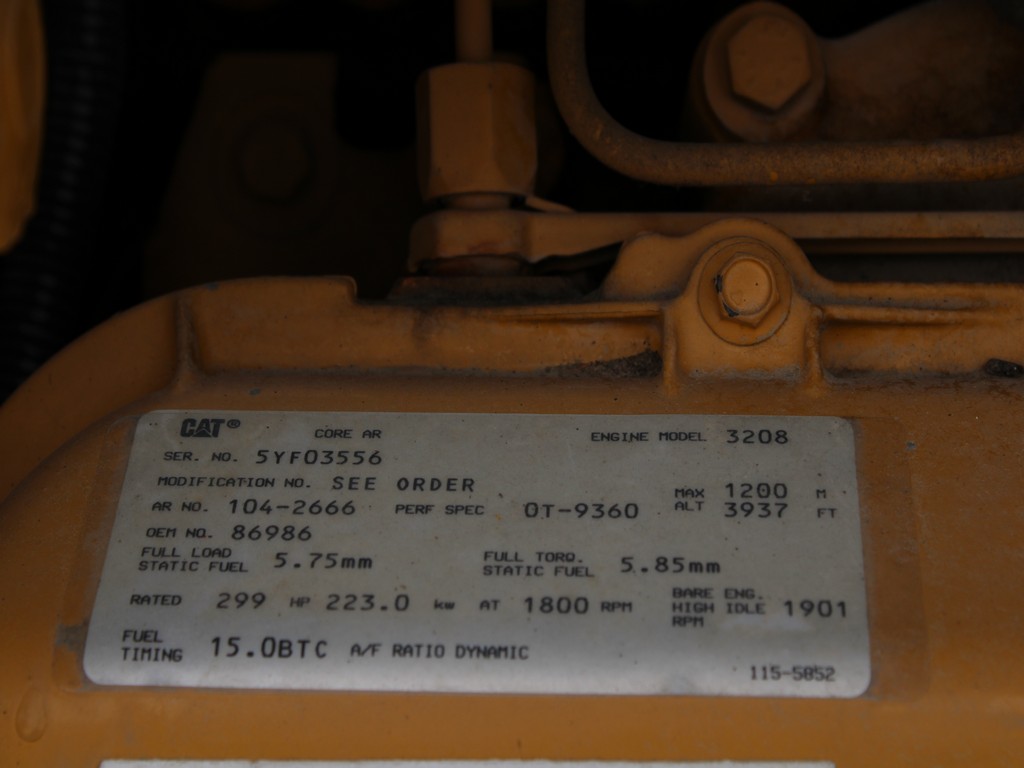 CAT® CORE AR ENGINE MODEL 3208
SER. NO. 5YF03556
MODIFICATION NO. SEE ORDER
AR NO. 104-2666 PERF SPEC 0T-9360 MAX ALT 1200 M 3937 FT
OEM NO. 86986
FULL LOAD STATIC FUEL 5.75mm FULL TORQ. STATIC FUEL 5.85mm
RATED 299 HP 223.0 kw AT 1800 RPM BARE ENG. HIGH IDLE RPM 1901
FUEL TIMING 15.0BTC A/F RATIO DYNAMIC
115-5852